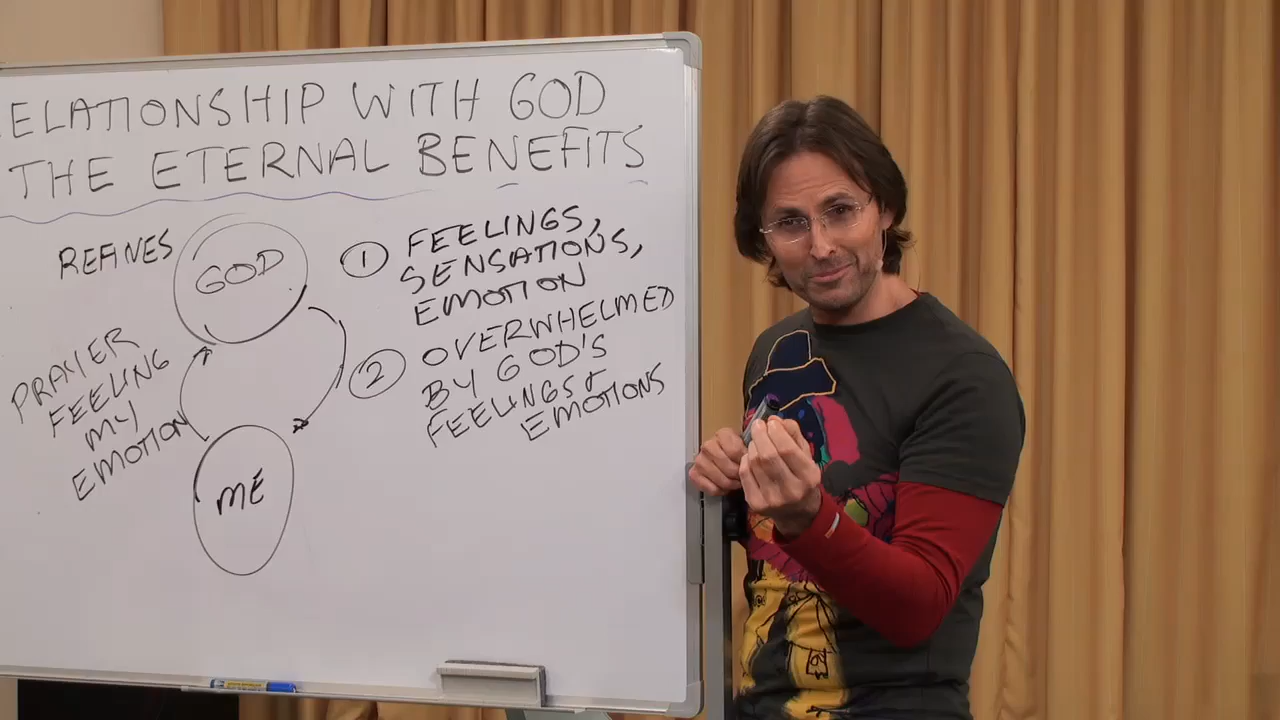 ELATIONSHIP WITH GOD
THE ETERNAL BENEFITS
REFINES
GOD
PRAYER
FEELING
MY
EMOTION
ME
1 FEELINGS,
SENSATIONS,
EMOTION
2 OVERWHELMED
BY GOD'S
FEELINGS &
EMOTIONS